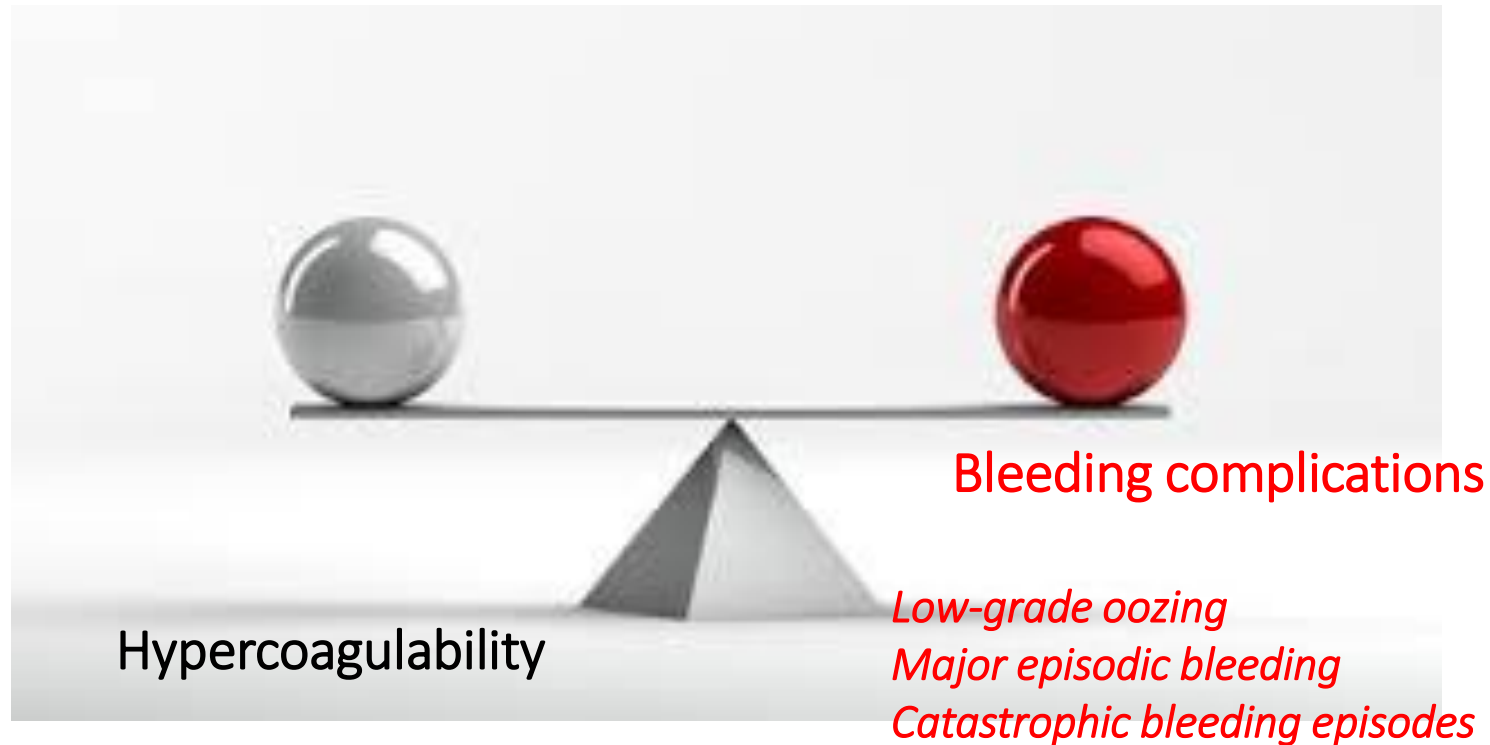 Bleeding complications
Low-grade oozing
Hypercoagulability
Major episodic bleeding
Catastrophic bleeding episodes